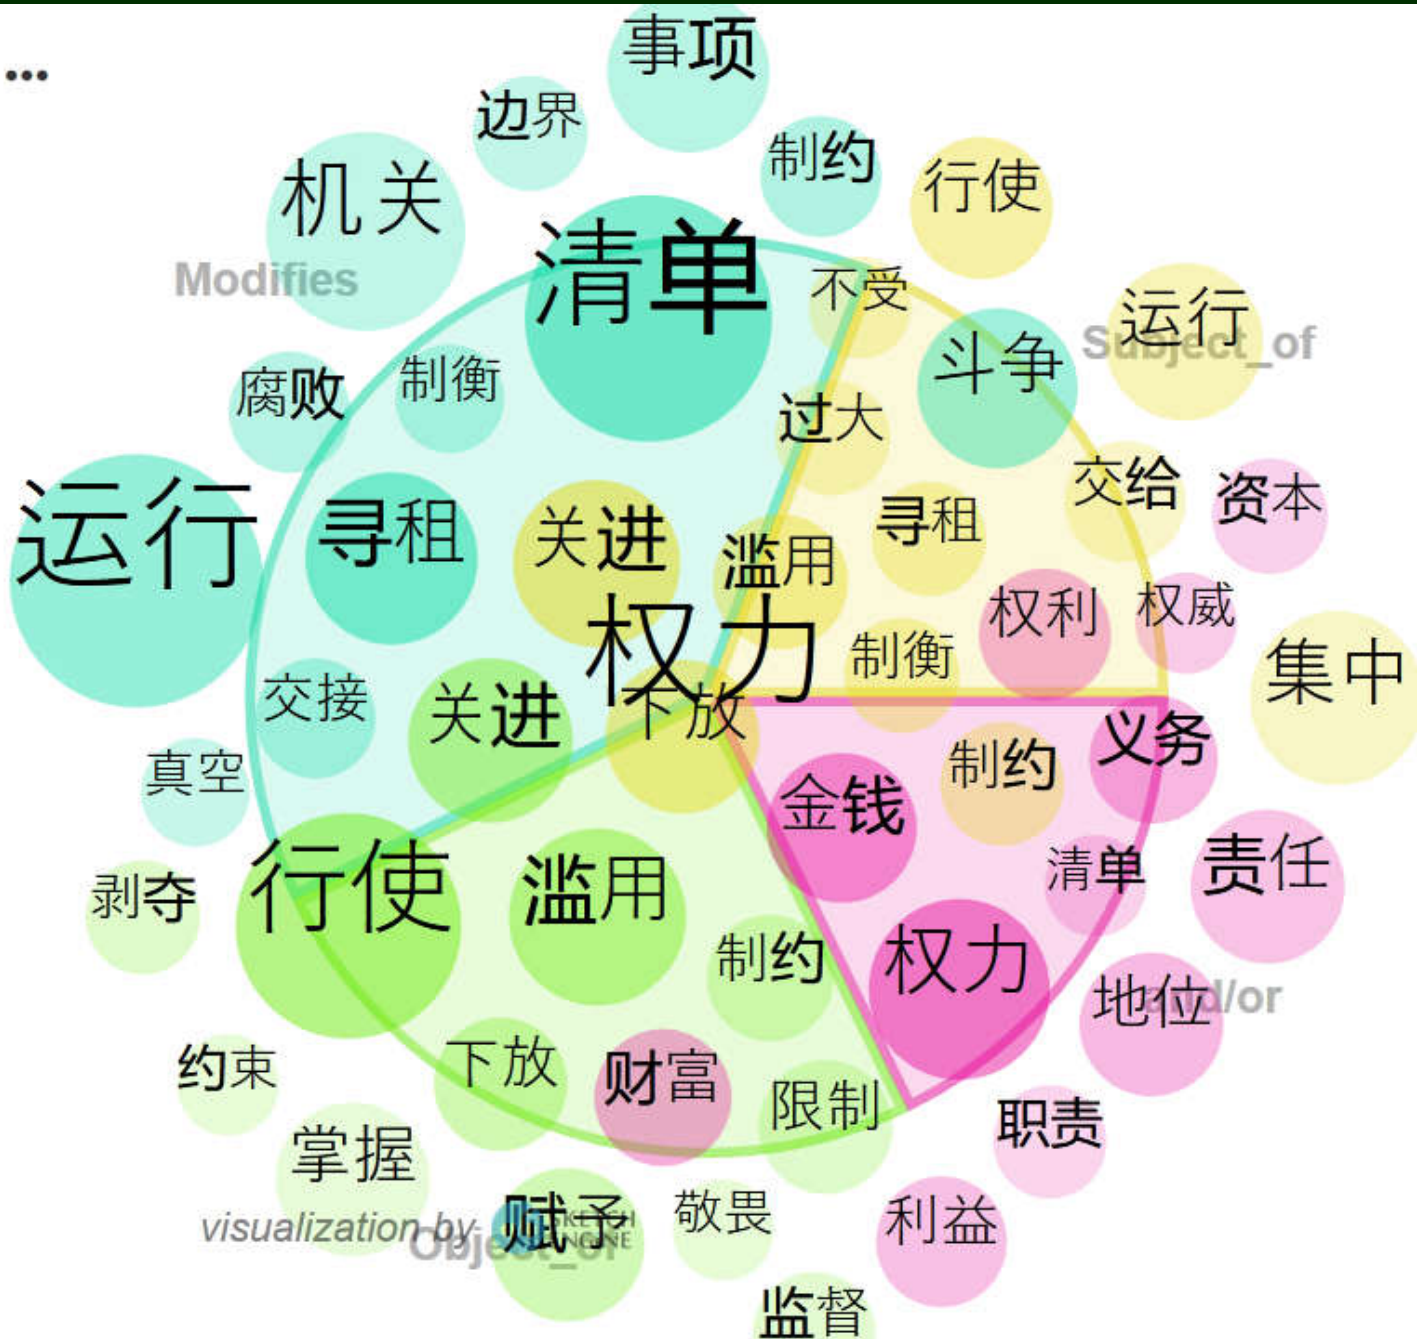 事项
...
边界
制约
机关
行使
清单
Modifies
不受
运行
斗争
Subject_of
制衡
腐败
过大
交给
资本
运行
寻租
关进
滥用
寻租
权利
权威
权力
制衡
集中
交接
关进
下放
义务
真空
制约
金钱
清单
责任
剥夺
行使
滥用
制约
权力
地位
and/or
约束
下放
财富
限制
职责
掌握
赋予
敬畏
利益
visualization by SKETCH
ENGINE
Object_of
监督